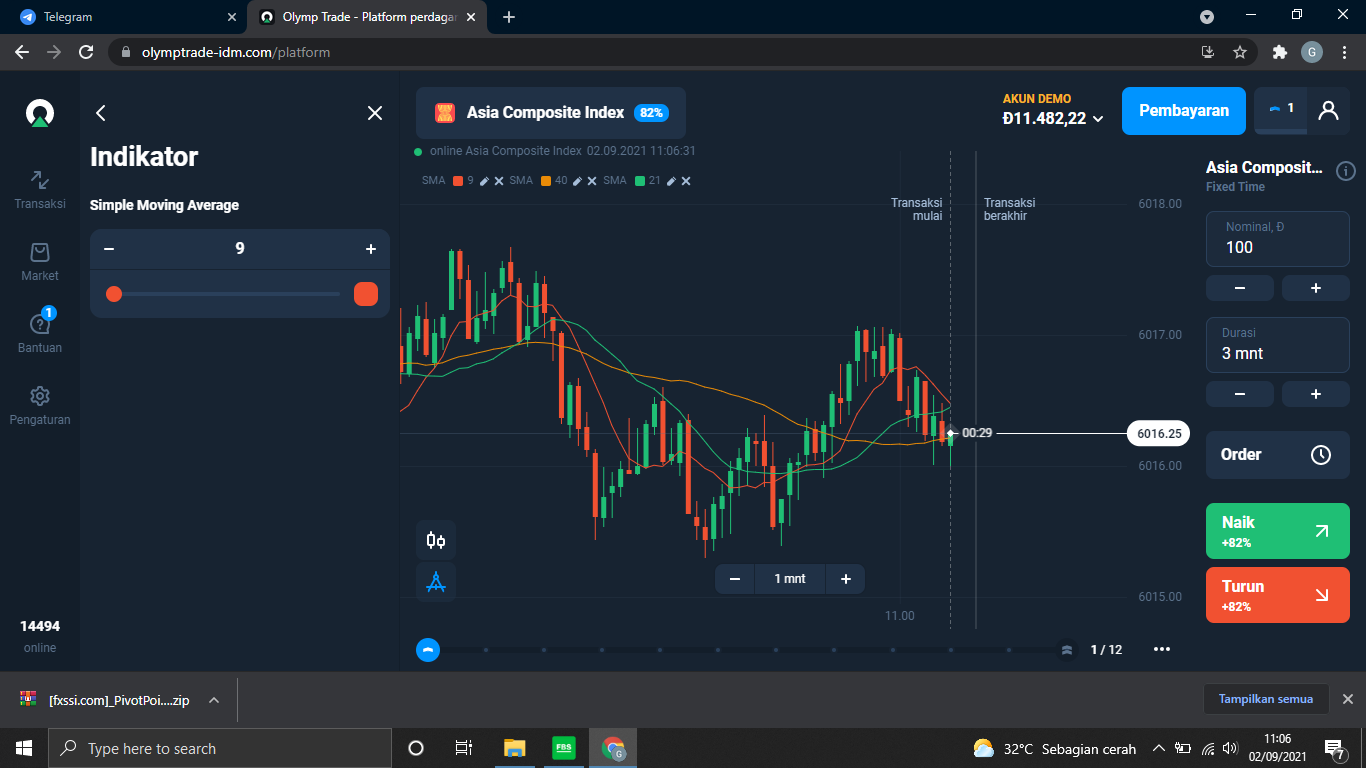 Telegram
Olymp Trade - Platform perdagan
olymptrade-idm.com/platform
G
Transaksi
Market
1
Bantuan
Pengaturan
14494
online
Indikator
Simple Moving Average
9
Asia Composite Index 82%
online Asia Composite Index 02.09.2021 11:06:31
SMA 9 SMA 40 SMA 21
AKUN DEMO
Đ11.482,22
Pembayaran
1
Transaksi
mulai
Transaksi
berakhir
6018.00
6017.00
00:29
6016.25
6016.00
6015.00
1 mnt
11.00
1 / 12
Asia Composit...
Fixed Time
Nominal, Đ
100
Durasi
3 mnt
Order
Naik
+82%
Turun
+82%
[fxssi.com]_PivotPoi....zip
Tampilkan semua
Type here to search
FBS
G
32°C Sebagian cerah
11:06
02/09/2021
7